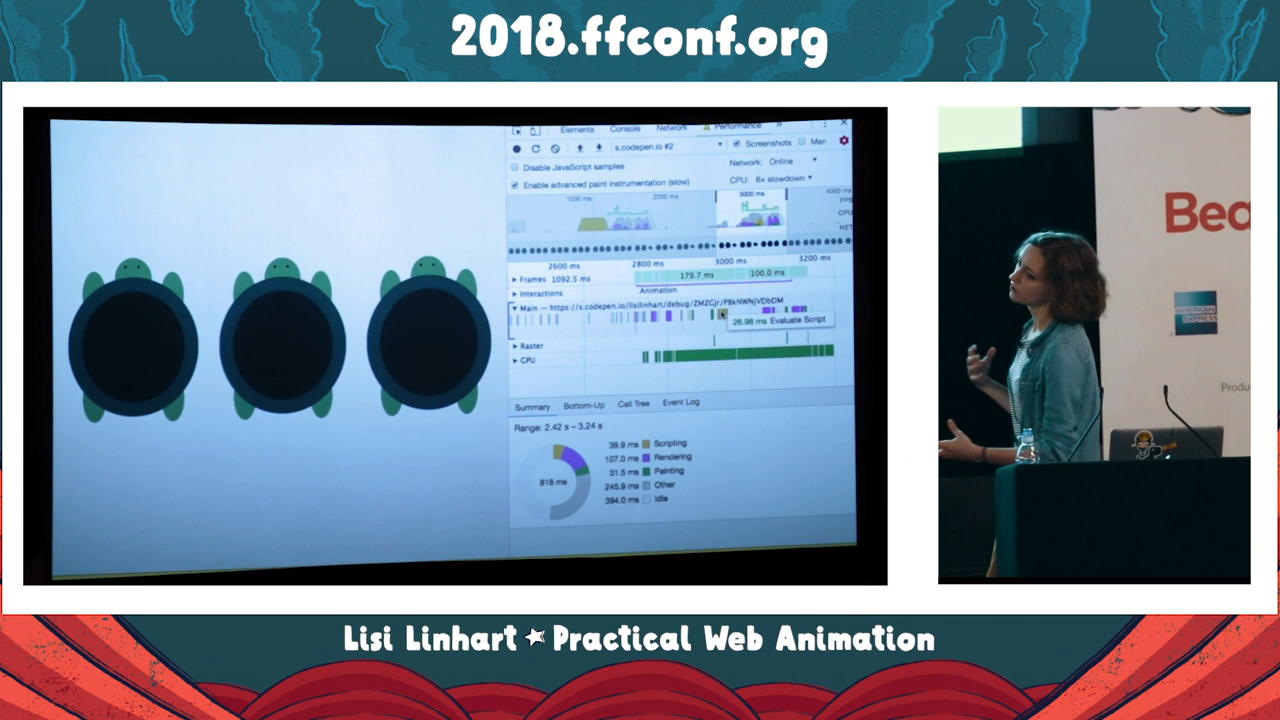 2018.ffconf.org
Elements Console Network Performance »
s.codepen.io #2 Screenshots Mem
Disable JavaScript samples Network: Online
Enable advanced paint instrumentation (slow) CPU: 6× slowdown
1000 ms 2000 ms 3000 ms 4000 ms
FPS
CPU
NET
2600 ms 2800 ms 3000 ms 3200 ms
Frames 1092.5 ms 179.7 ms 100.0 ms
Interactions Animation
Main — https://s.codepen.io/lisilinhart/debug/
26.98 ms Evaluate Script
Raster
GPU
Summary Bottom-Up Call Tree Event Log
Range: 2.42 s – 3.24 s
818 ms
39.9 ms Scripting
107.0 ms Rendering
31.5 ms Painting
245.9 ms Other
394.0 ms Idle
Bea
AMERICAN
EXPRESS
Produ
Lisi Linhart Practical Web Animation